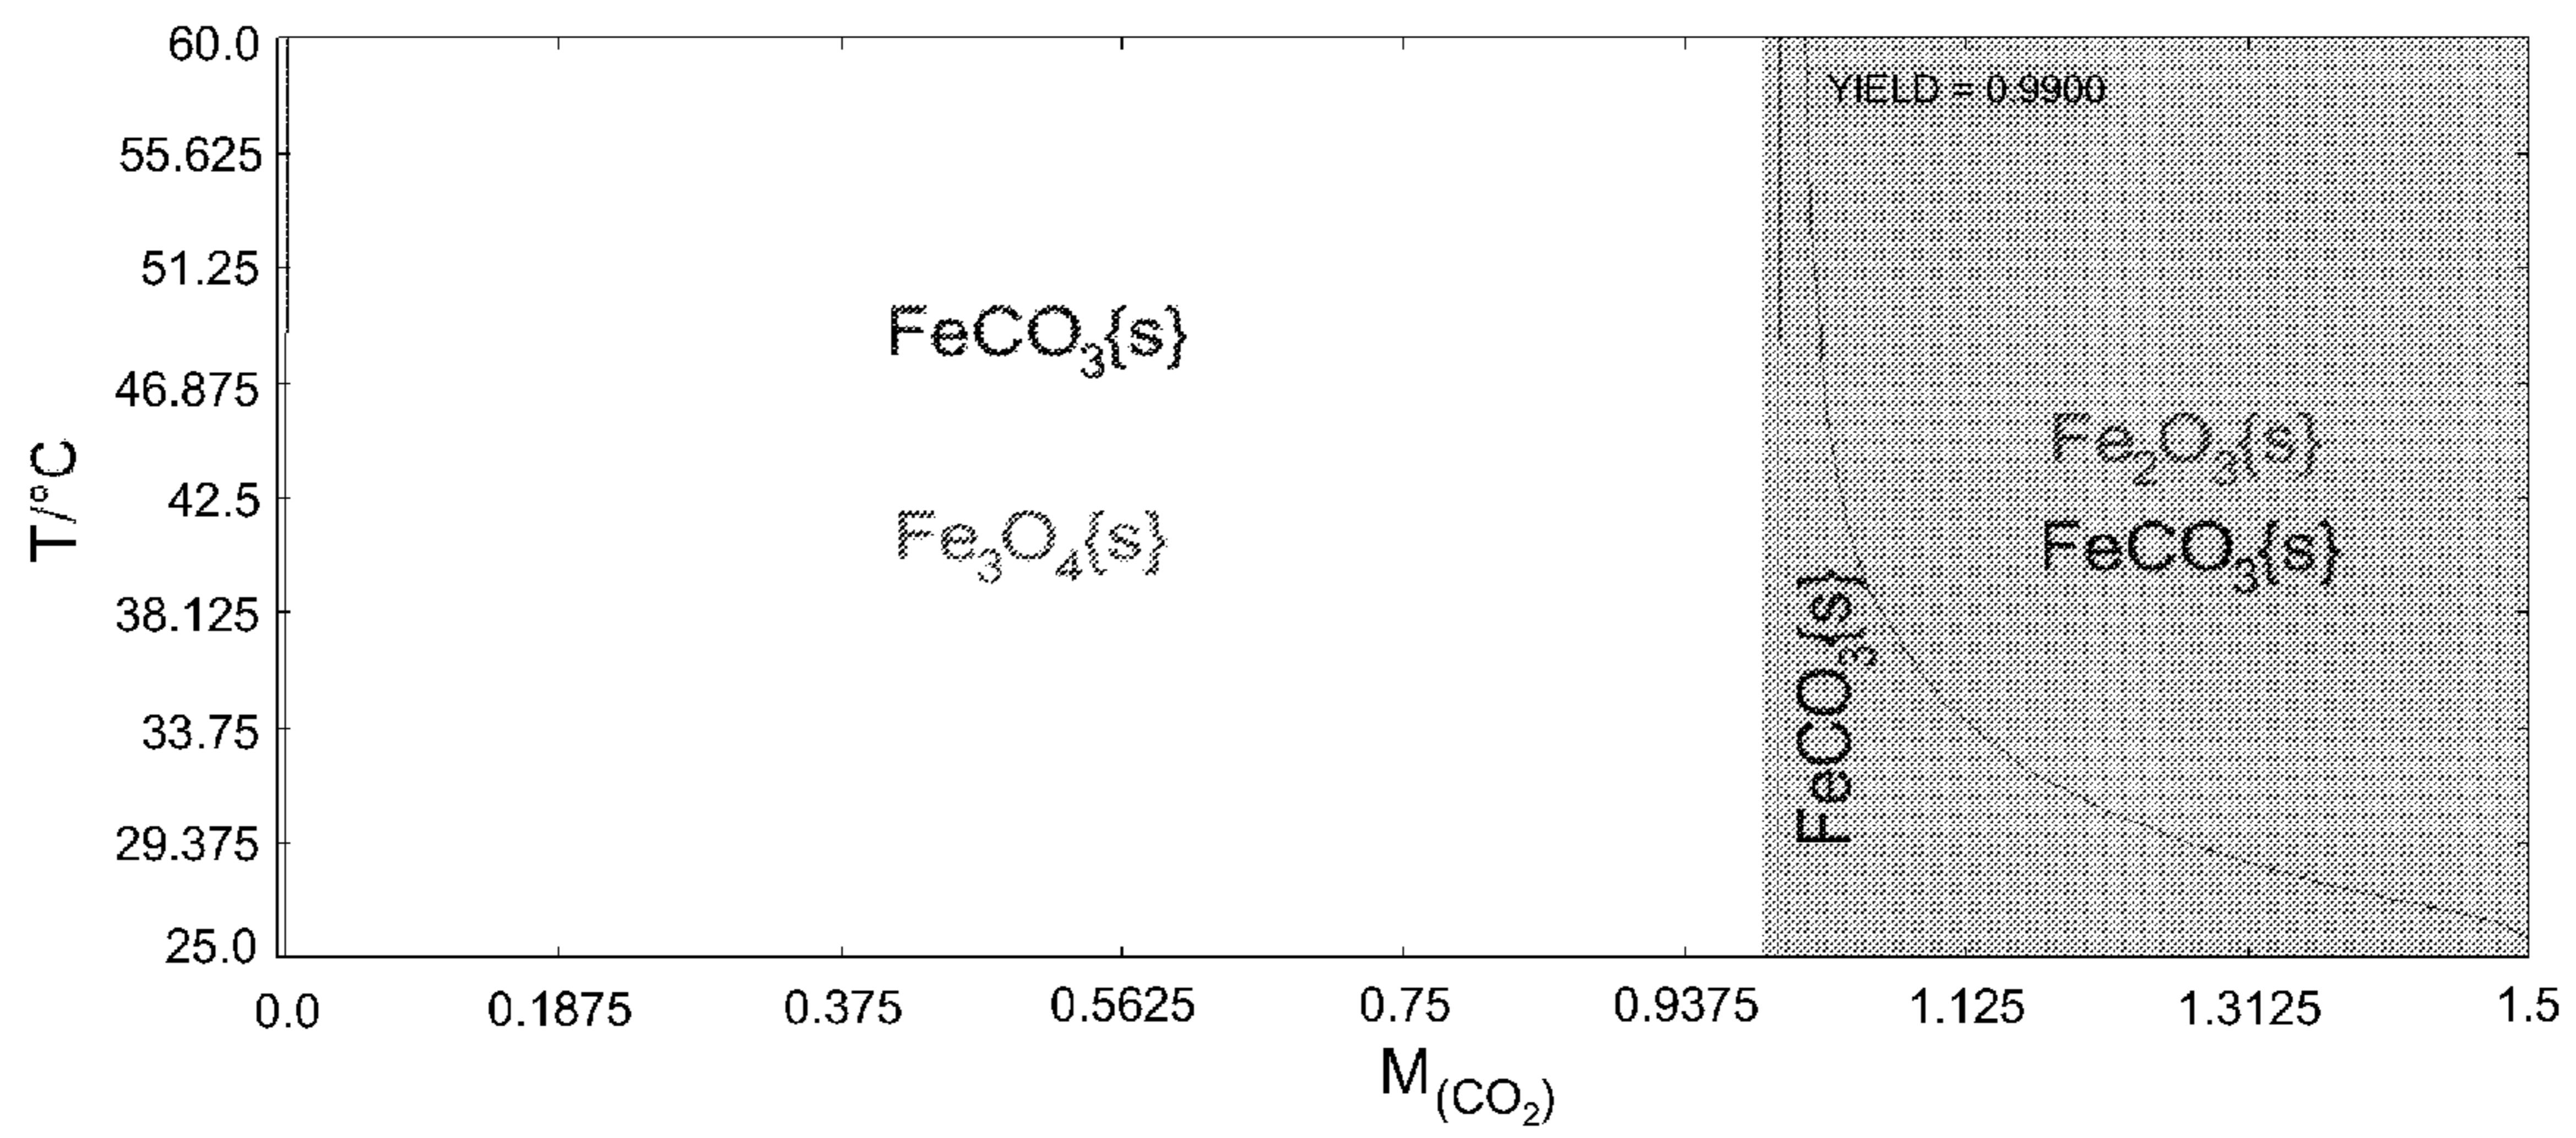 60.0
55.625
51.25
46.875
42.5
38.125
33.75
29.375
25.0
T/°C
YIELD = 0.9900
FeCO₃{s}
Fe₃O₄{s}
FeCO₃{s}
Fe₂O₃{s}
FeCO₃{s}
0.0 0.1875 0.375 0.5625 0.75 0.9375 1.125 1.3125 1.5
M(CO₂)